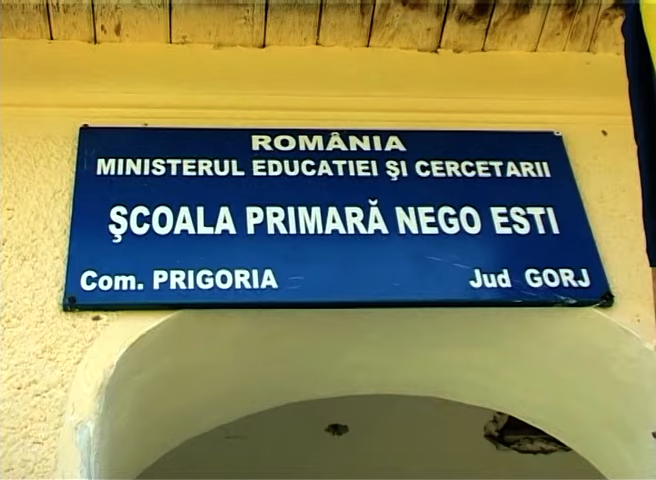 ROMÂNIA
MINISTERUL EDUCATIEI ŞI CERCETARII
ŞCOALA PRIMARĂ NEGO ESTI
Com. PRIGORIA Jud GORJ